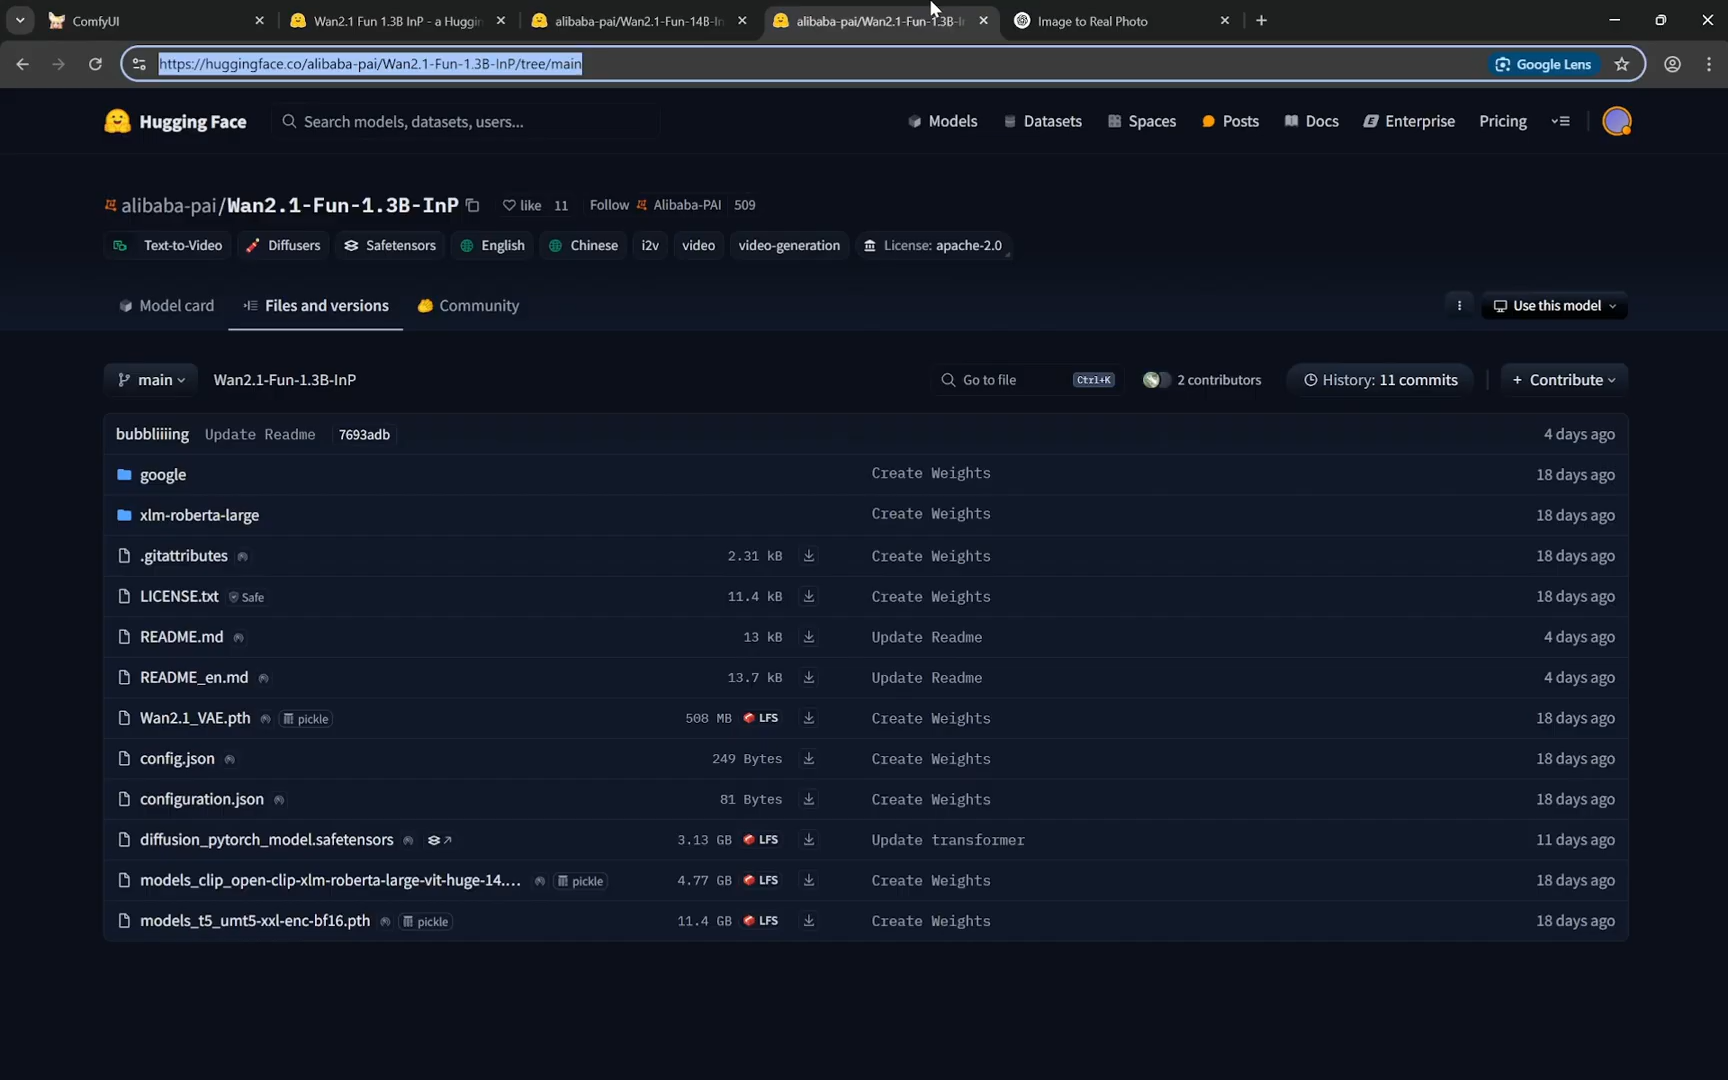 ComfyUI
Wan2.1 Fun 1.3B InP - a Huggin
alibaba-pai/Wan2.1-Fun-14B-In
alibaba-pai/Wan2.1-Fun-1.3B-In
Image to Real Photo
https://huggingface.co/alibaba-pai/Wan2.1-Fun-1.3B-InP/tree/main
Google Lens
Hugging Face
Search models, datasets, users...
Models
Datasets
Spaces
Posts
Docs
Enterprise
Pricing
alibaba-pai/Wan2.1-Fun-1.3B-InP
like 11
Follow Alibaba-PAI 509
Text-to-Video
Diffusers
Safetensors
English
Chinese
i2v
video
video-generation
License: apache-2.0
Model card
Files and versions
Community
Use this model
main
Wan2.1-Fun-1.3B-InP
Go to file
Ctrl+K
2 contributors
History: 11 commits
+ Contribute
bubbliiiing Update Readme 7693adb 4 days ago
google Create Weights 18 days ago
xlm-roberta-large Create Weights 18 days ago
.gitattributes 2.31 kB Create Weights 18 days ago
LICENSE.txt Safe 11.4 kB Create Weights 18 days ago
README.md 13 kB Update Readme 4 days ago
README_en.md 13.7 kB Update Readme 4 days ago
Wan2.1_VAE.pth pickle 508 MB LFS Create Weights 18 days ago
config.json 249 Bytes Create Weights 18 days ago
configuration.json 81 Bytes Create Weights 18 days ago
diffusion_pytorch_model.safetensors 3.13 GB LFS Update transformer 11 days ago
models_clip_open-clip-xlm-roberta-large-vit-huge-14.... pickle 4.77 GB LFS Create Weights 18 days ago
models_t5_umt5-xxl-enc-bf16.pth pickle 11.4 GB LFS Create Weights 18 days ago